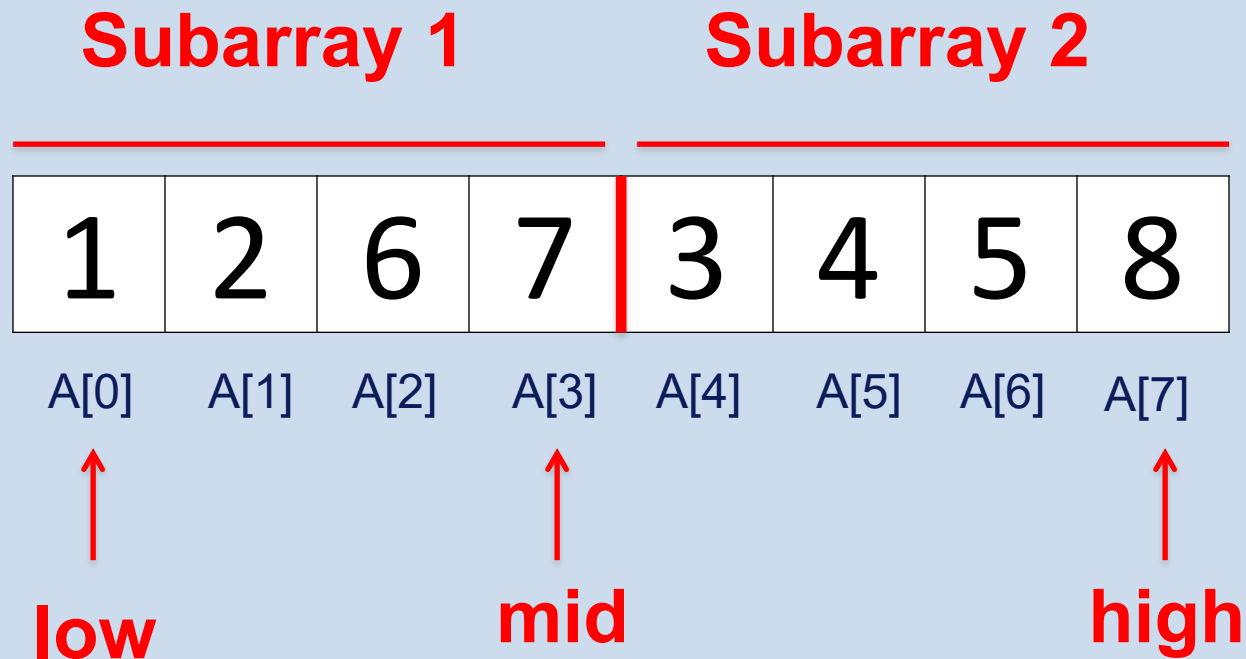 Subarray 1 Subarray 2
1 2 6 7 3 4 5 8
A[0] A[1] A[2] A[3] A[4] A[5] A[6] A[7]
low mid high